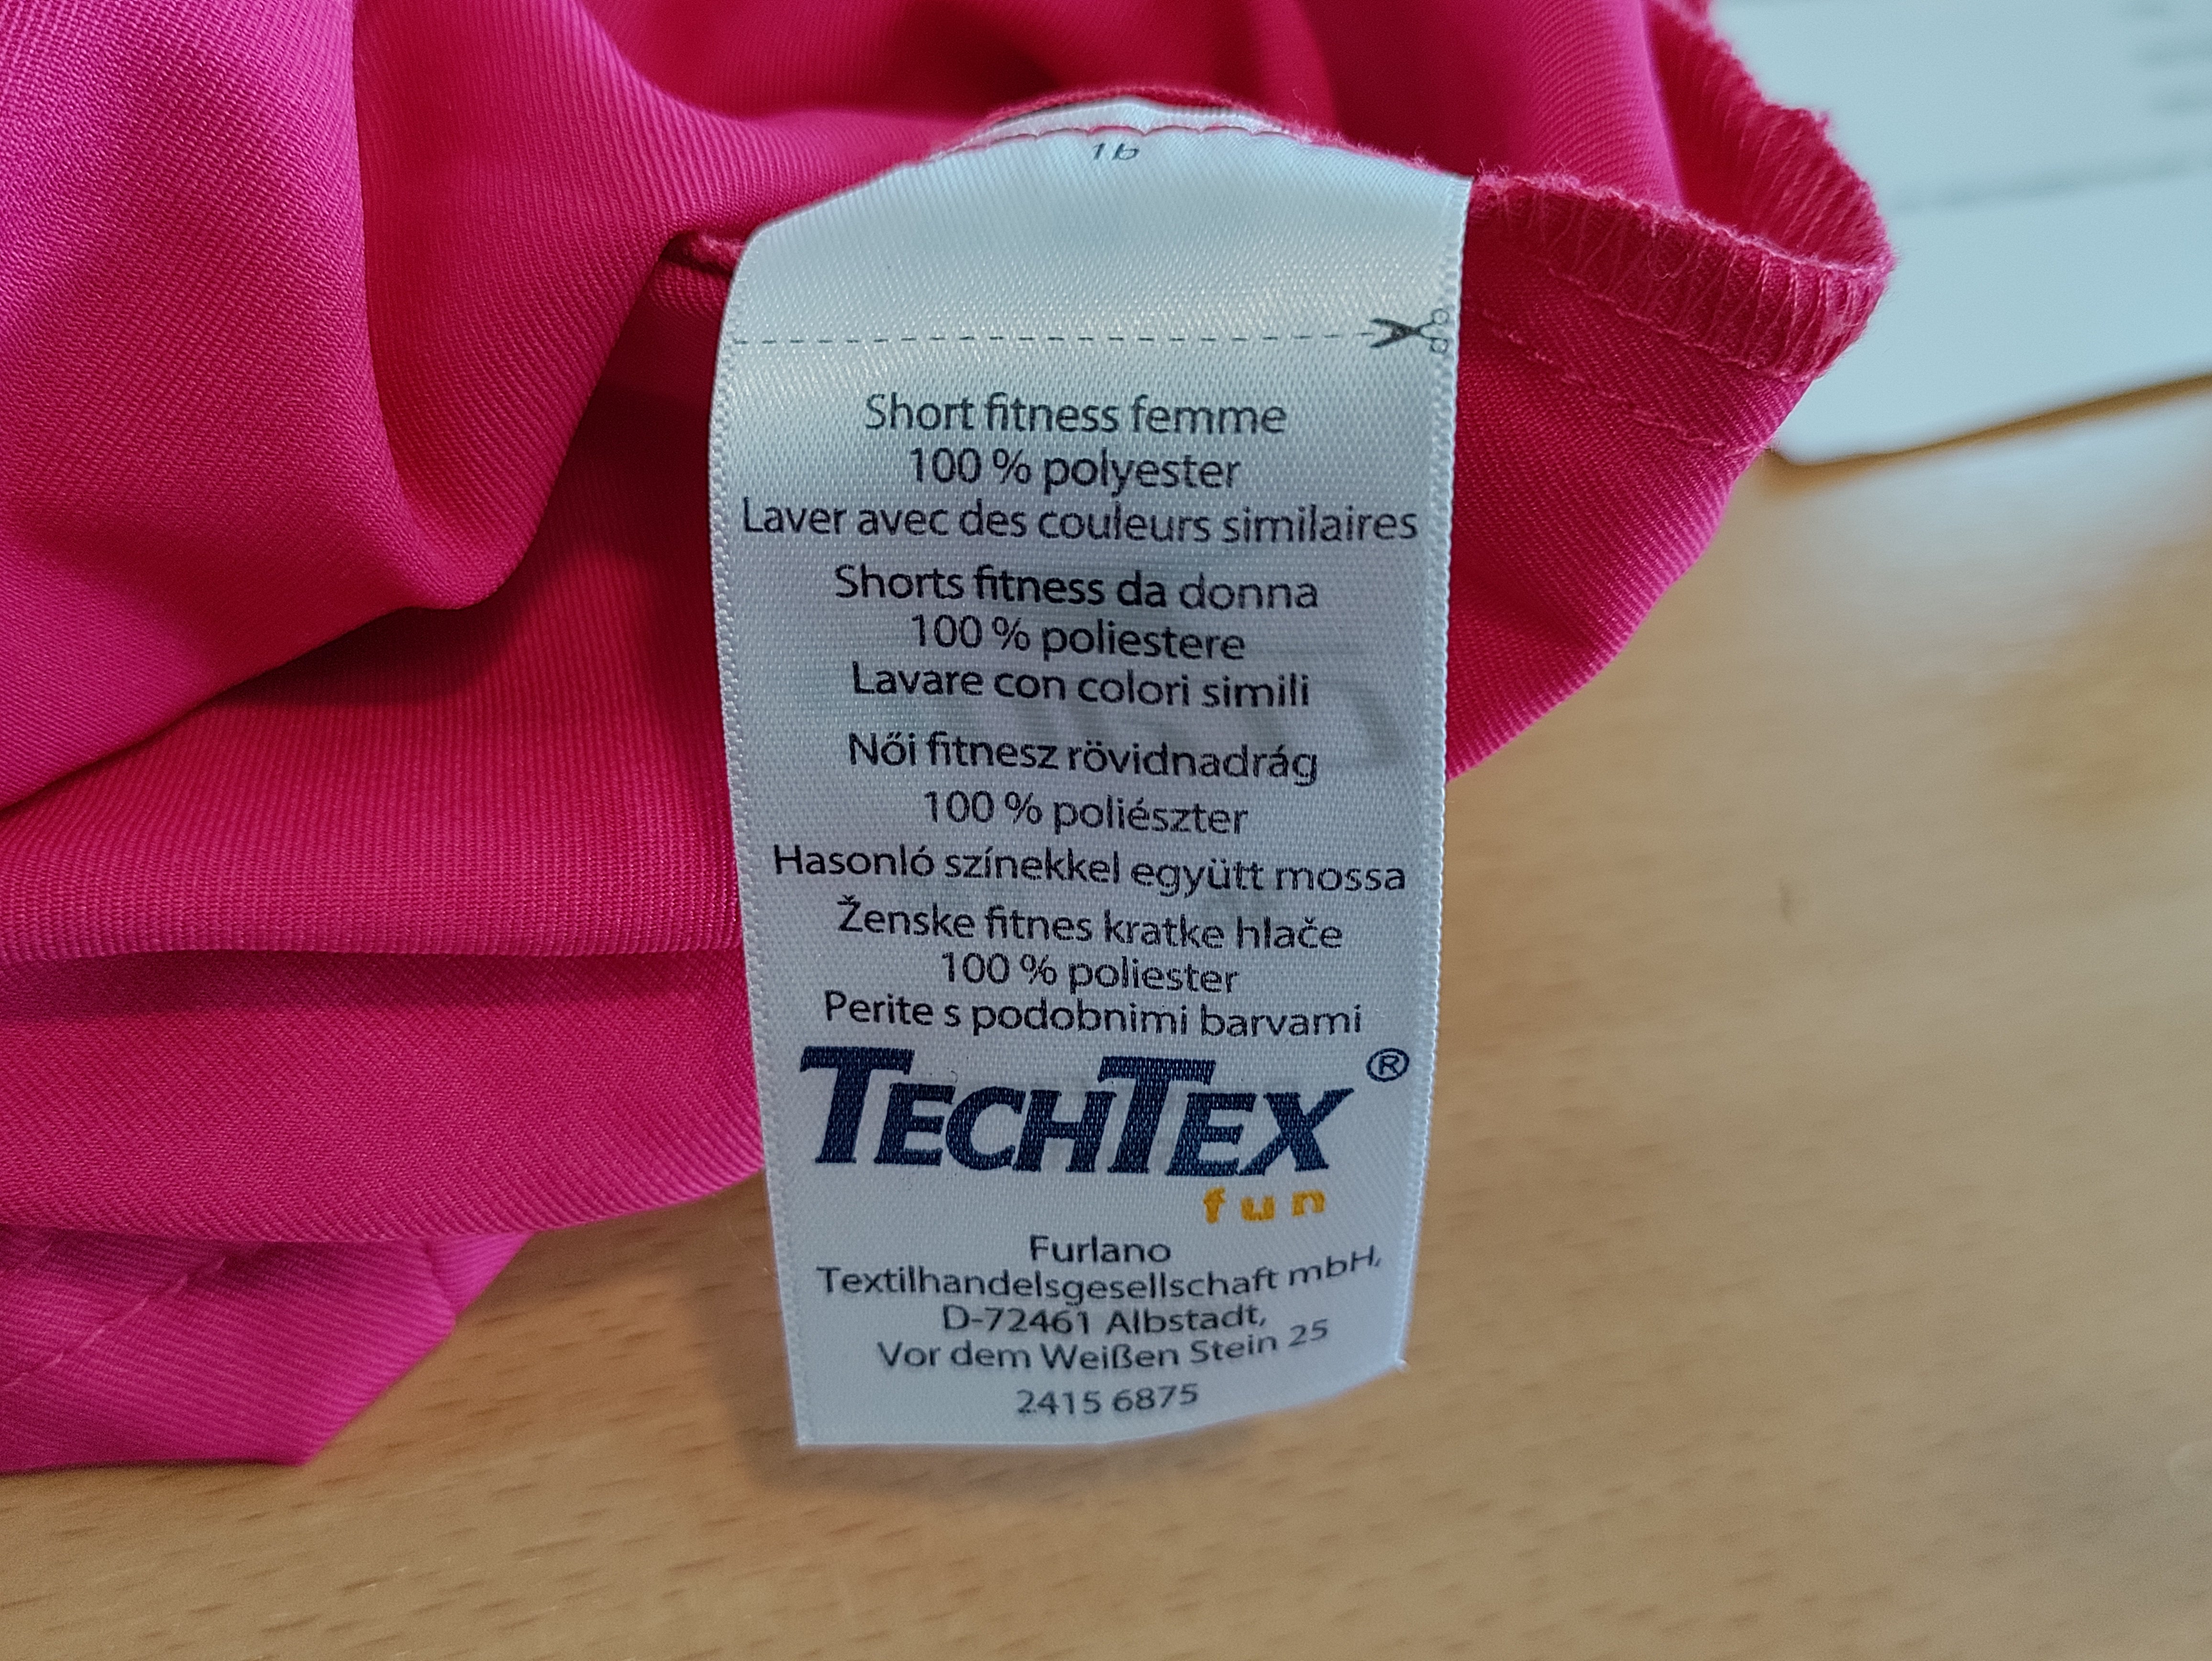 Short fitness femme
100 % polyester
Laver avec des couleurs similaires
Shorts fitness da donna
100 % poliestere
Lavare con colori simili
Női fitnesz rövidnadrág
100 % poliészter
Hasonló színekkel együtt mossa
Ženske fitnes kratke hlače
100 % poliester
Perite s podobnimi barvami
TECHTEX®
fun
Furlano
Textilhandelsgesellschaft mbH,
D-72461 Albstadt,
Vor dem Weißen Stein 25
2415 6875